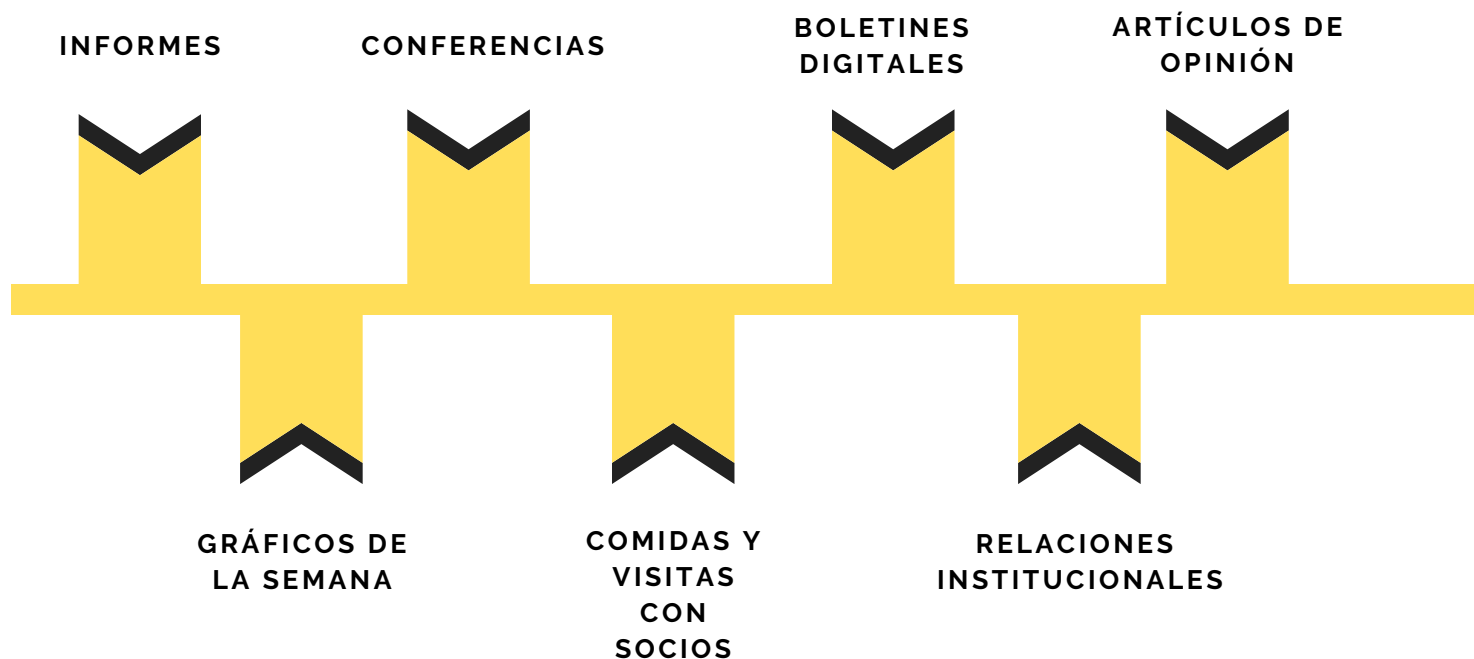 INFORMES
CONFERENCIAS
BOLETINES
DIGITALES
ARTÍCULOS DE
OPINIÓN
GRÁFICOS DE
LA SEMANA
COMIDAS Y
VISITAS
CON
SOCIOS
RELACIONES
INSTITUCIONALES